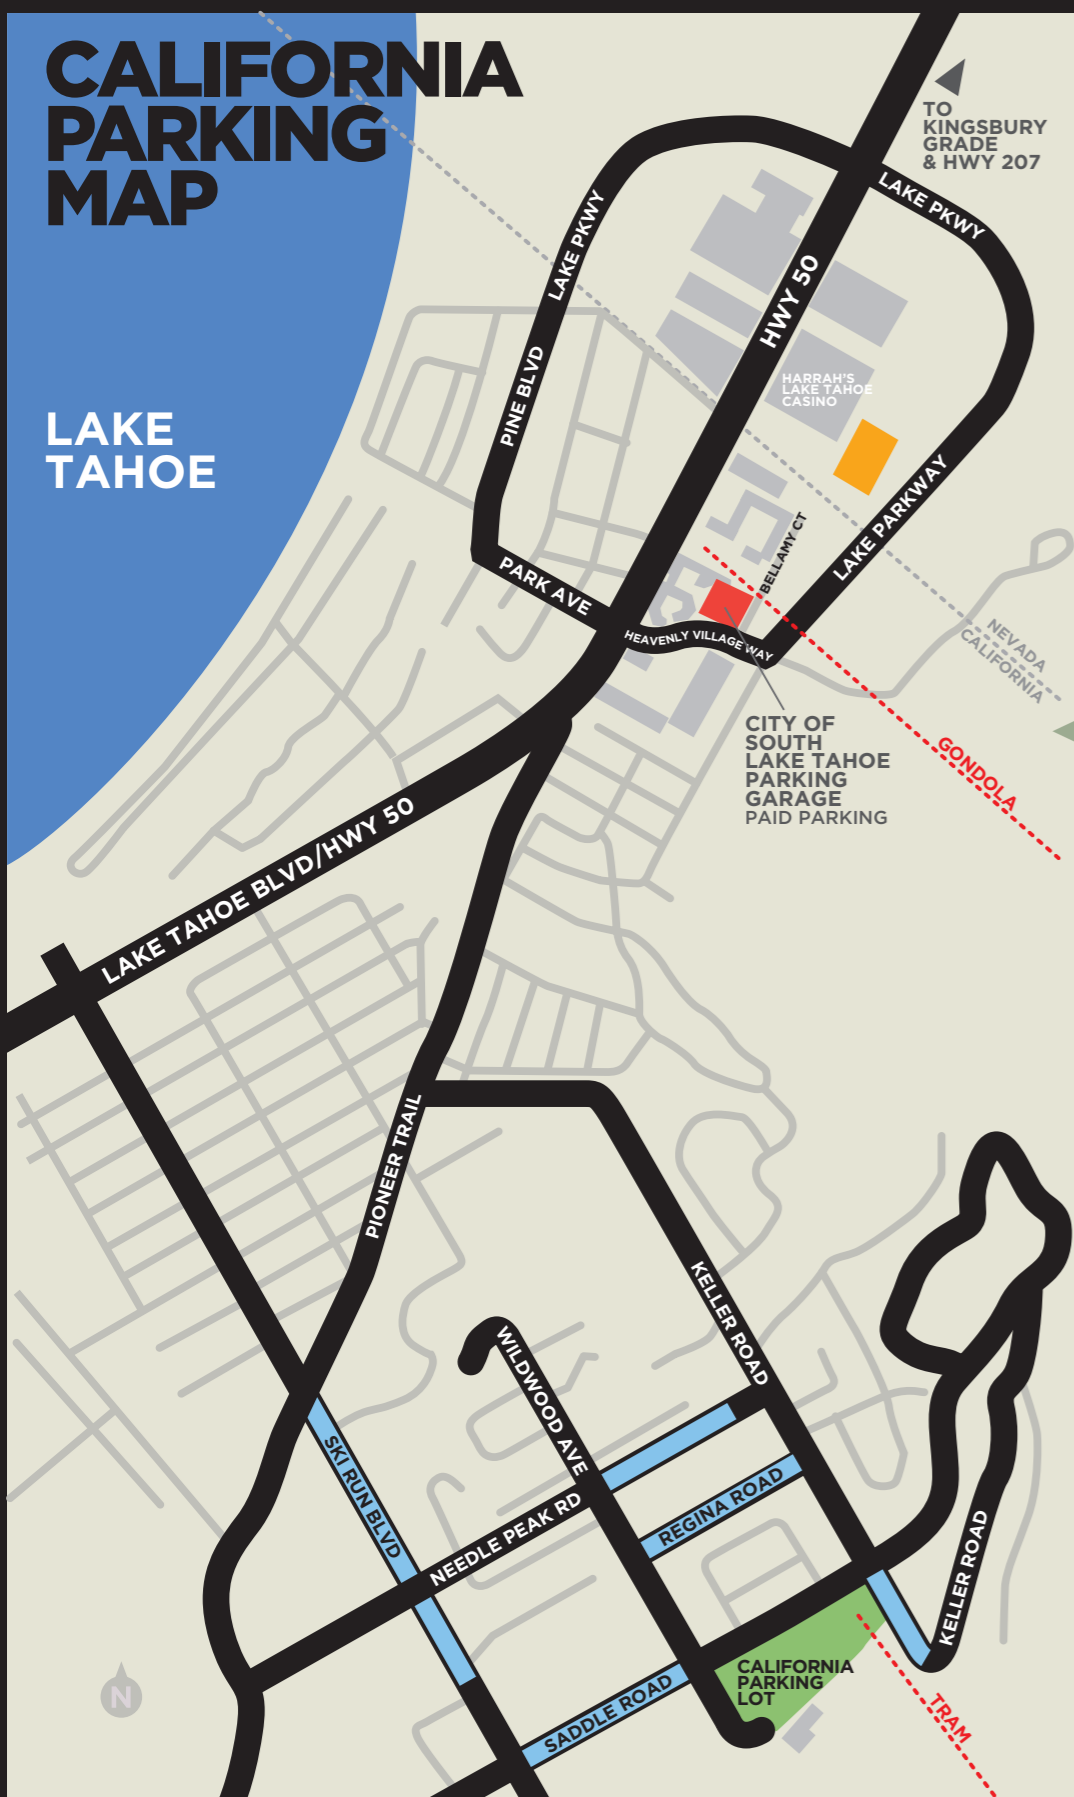 CALIFORNIA
PARKING
MAP
TO
KINGSBURY
GRADE
& HWY 207
LAKE PKWY
LAKE PKWY
HWY 50
PINE BLVD
HARRAH'S
LAKE TAHOE
CASINO
LAKE
TAHOE
LAKE PARKWAY
BELLAMY CT
PARK AVE
HEAVENLY VILLAGE WAY
NEVADA
CALIFORNIA
CITY OF
SOUTH
LAKE TAHOE
PARKING
GARAGE
PAID PARKING
GONDOLA
LAKE TAHOE BLVD/HWY 50
PIONEER TRAIL
KELLER ROAD
WILDWOOD AVE
SKI RUN BLVD
NEEDLE PEAK RD
REGINA ROAD
KELLER ROAD
N
CALIFORNIA
PARKING
LOT
SADDLE ROAD
TRAM